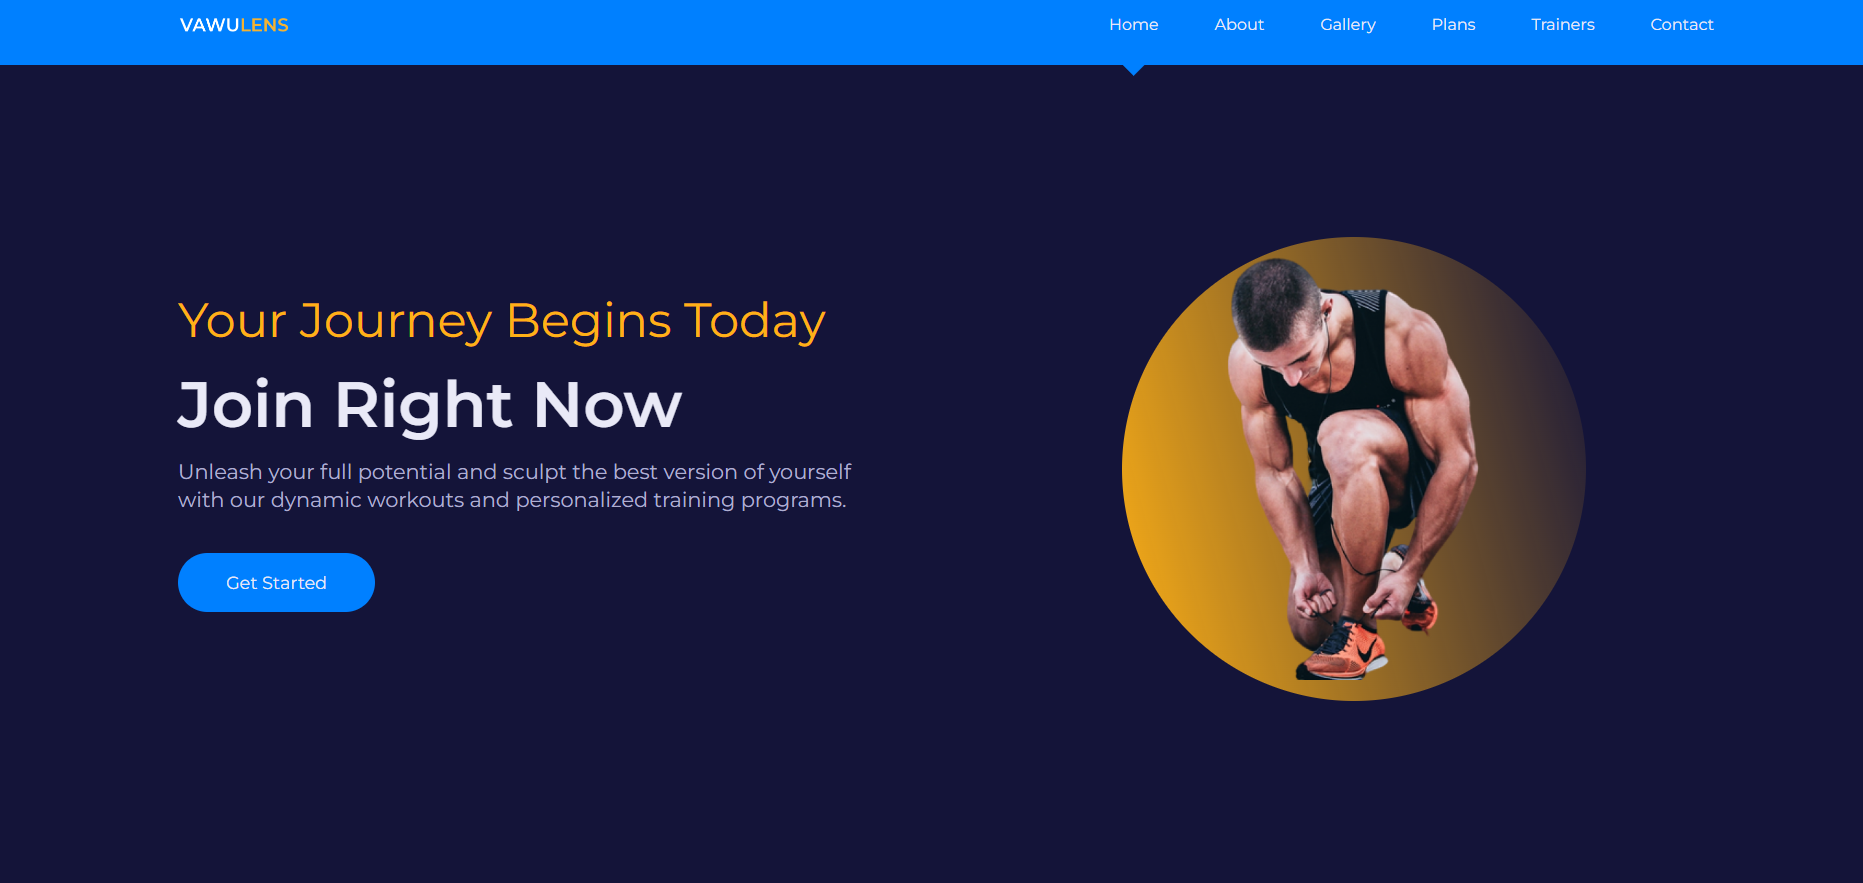 VAWULENS
Home About Gallery Plans Trainers Contact
Your Journey Begins Today
Join Right Now
Unleash your full potential and sculpt the best version of yourself
with our dynamic workouts and personalized training programs.
Get Started